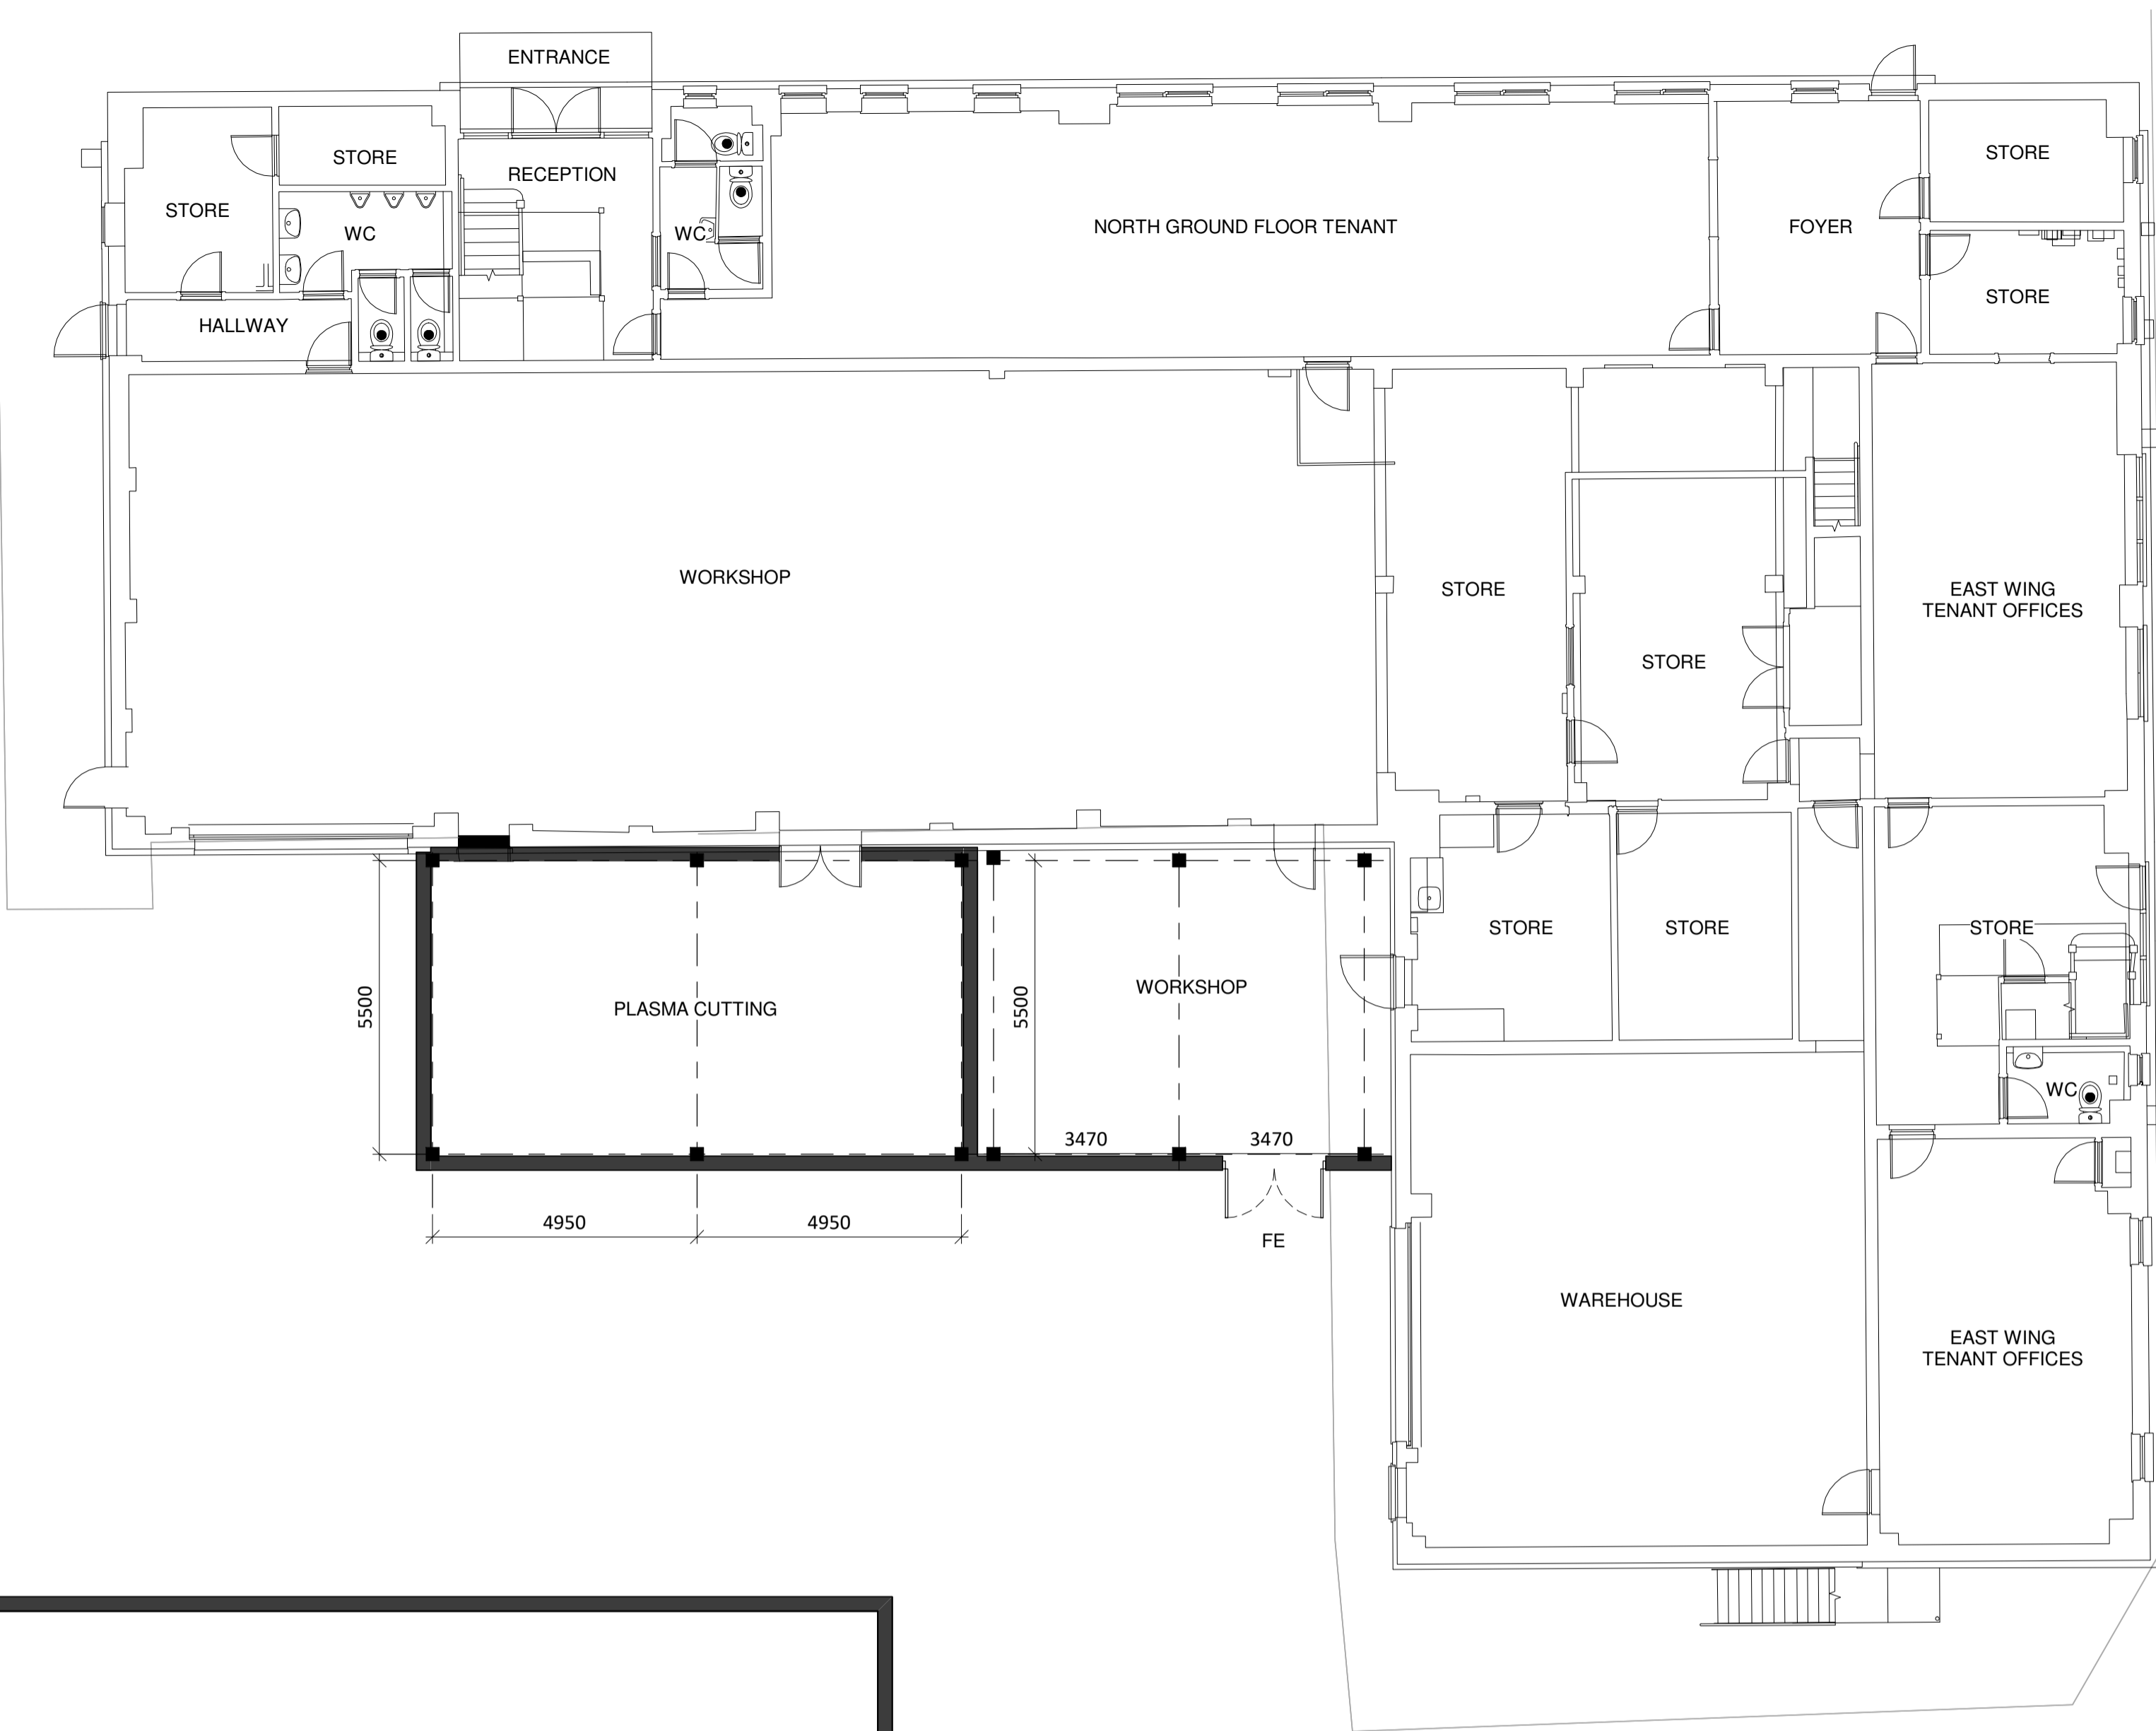 ENTRANCE
STORE
RECEPTION
STORE
STORE
WC
WC
NORTH GROUND FLOOR TENANT
FOYER
STORE
HALLWAY
WORKSHOP
STORE
EAST WING
TENANT OFFICES
STORE
STORE
STORE
STORE
5500
PLASMA CUTTING
5500
WORKSHOP
WC
3470
3470
4950
4950
FE
WAREHOUSE
EAST WING
TENANT OFFICES